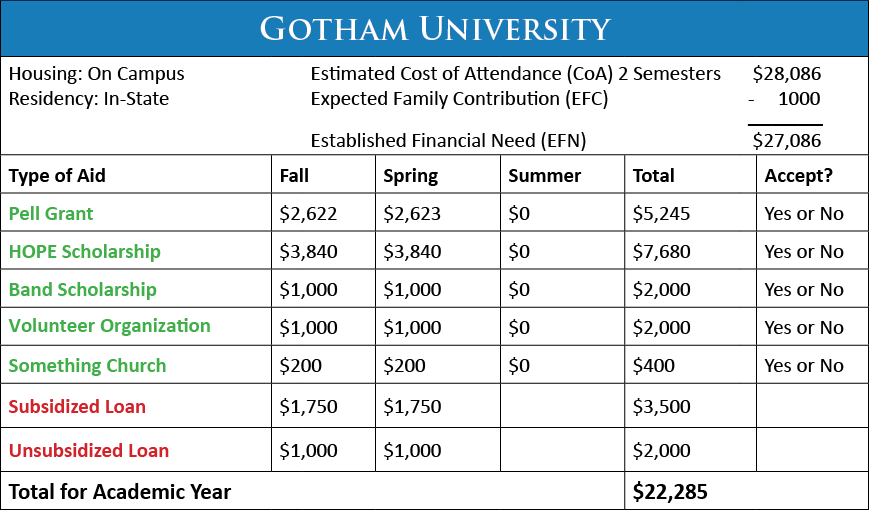 GOTHAM UNIVERSITY
Housing: On Campus Estimated Cost of Attendance (CoA) 2 Semesters $28,086
Residency: In-State Expected Family Contribution (EFC) - 1000
Established Financial Need (EFN) $27,086
Type of Aid Fall Spring Summer Total Accept?
Pell Grant $2,622 $2,623 $0 $5,245 Yes or No
HOPE Scholarship $3,840 $3,840 $0 $7,680 Yes or No
Band Scholarship $1,000 $1,000 $0 $2,000 Yes or No
Volunteer Organization $1,000 $1,000 $0 $2,000 Yes or No
Something Church $200 $200 $0 $400 Yes or No
Subsidized Loan $1,750 $1,750 $3,500
Unsubsidized Loan $1,000 $1,000 $2,000
Total for Academic Year $22,285